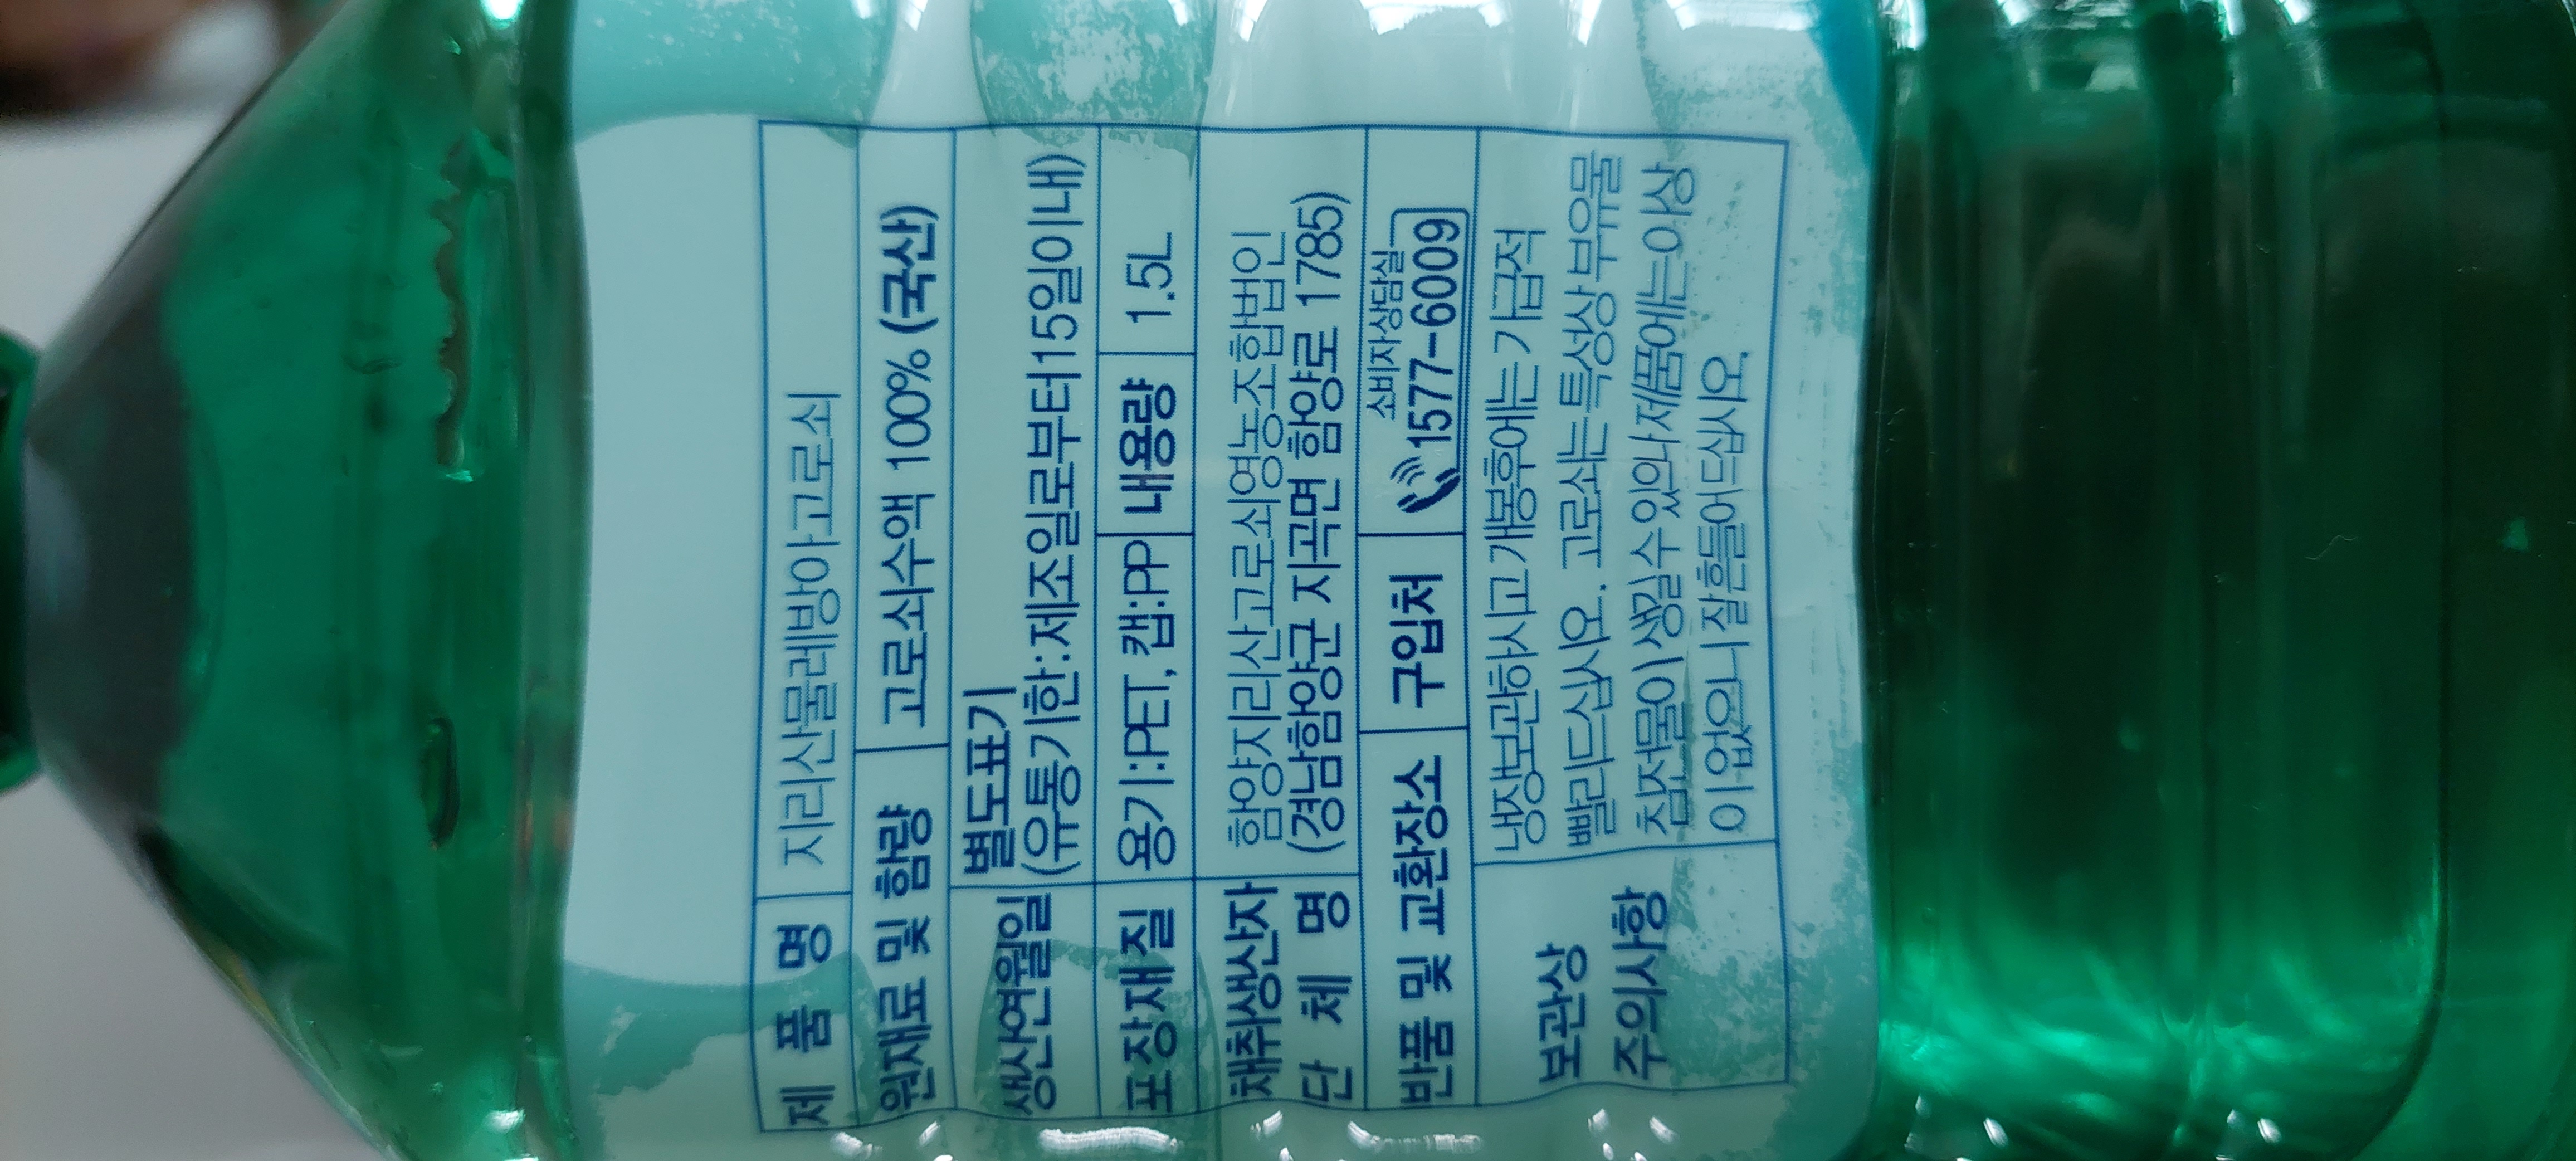 제 품 명 지리산물레방아고로쇠
원재료 및 함량 고로쇠수액 100% (국산)
생산연월일 별도표기
(유통기한:제조일로부터15일이내)
포장재질 용기:PET, 캡:PP 내용량 1.5L
채취생산자 함양지리산고로쇠영농조합법인
단 체 명 (경남함양군 지곡면 함양로 1785)
반품 및 교환장소 구입처 소비자상담실
1577-6009
보관상
주의사항
냉장보관하시고개봉후에는 가급적
빨리드십시오. 고로쇠는특성상부유물
침전물이 생길수있으나제품에는이상
이 없으니 잘흔들어드십시오.